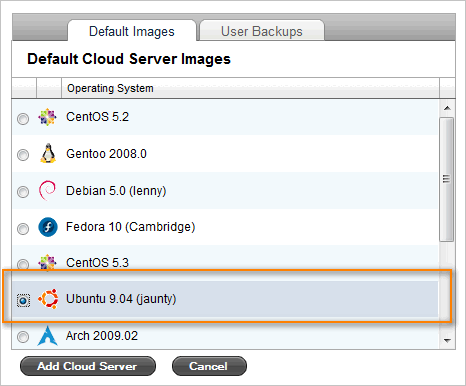 Default Images
User Backups
Default Cloud Server Images
Operating System
CentOS 5.2
Gentoo 2008.0
Debian 5.0 (lenny)
Fedora 10 (Cambridge)
CentOS 5.3
Ubuntu 9.04 (jaunty)
Arch 2009.02
Add Cloud Server
Cancel